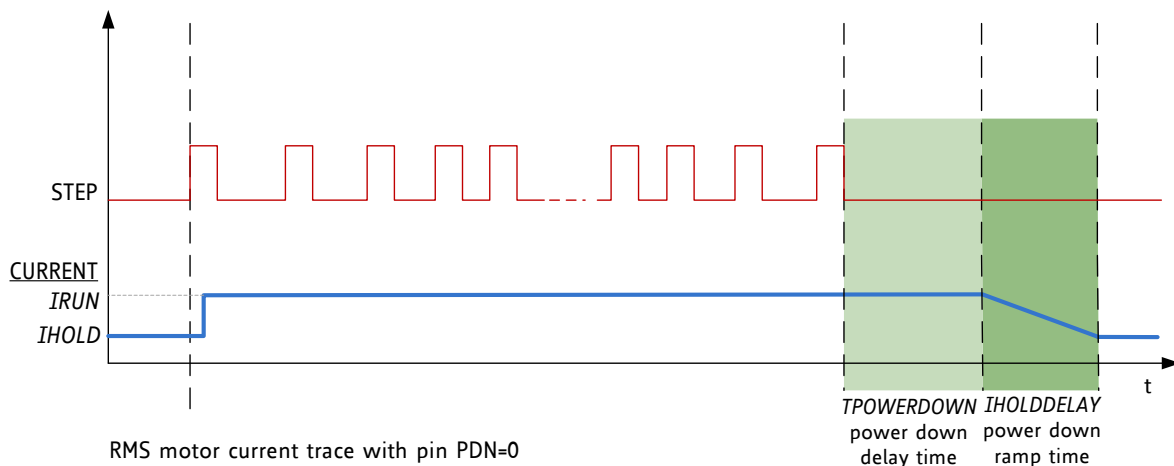 STEP
CURRENT
IRUN
IHOLD
t
TPOWERDOWN
power down
delay time
IHOLDDELAY
power down
ramp time
RMS motor current trace with pin PDN=0